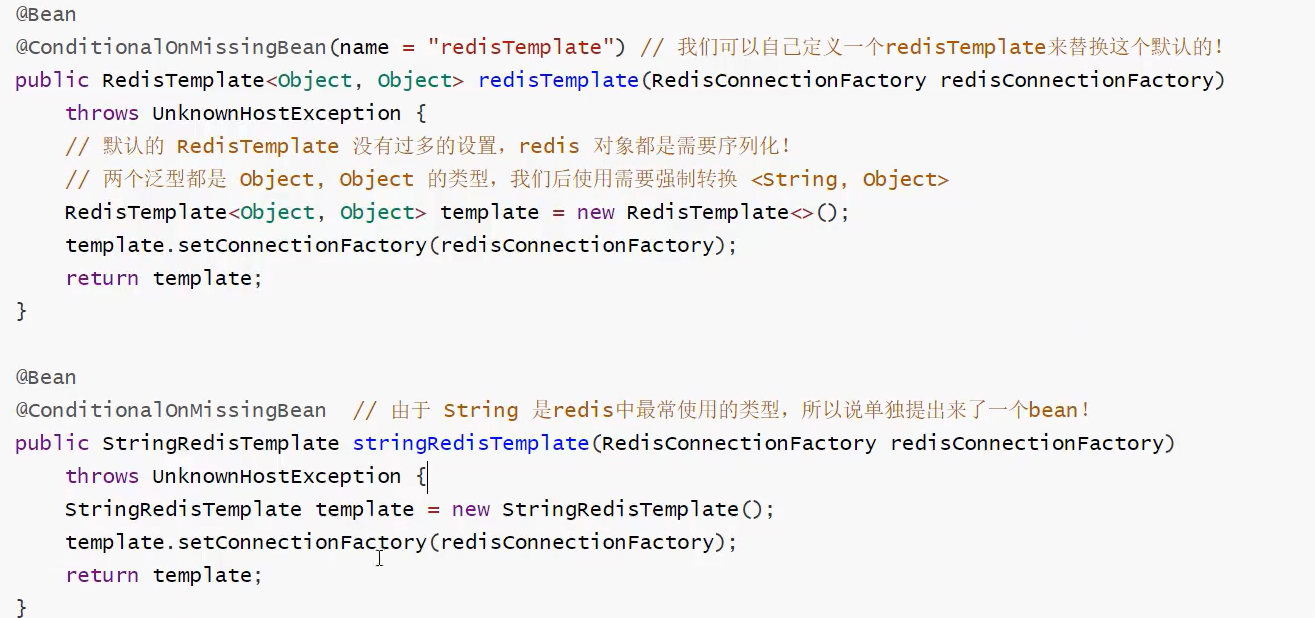 @Bean
@ConditionalOnMissingBean(name = "redisTemplate") // 我们可以自己定义一个redisTemplate来替换这个默认的！
public RedisTemplate<Object, Object> redisTemplate(RedisConnectionFactory redisConnectionFactory)
    throws UnknownHostException {
    // 默认的 RedisTemplate 没有过多的设置，redis 对象都是需要序列化！
    // 两个泛型都是 Object, Object 的类型，我们后使用需要强制转换 <String, Object>
    RedisTemplate<Object, Object> template = new RedisTemplate<>();
    template.setConnectionFactory(redisConnectionFactory);
    return template;
}
@Bean
@ConditionalOnMissingBean  // 由于 String 是redis中最常使用的类型，所以说单独提出来了一个bean！
public StringRedisTemplate stringRedisTemplate(RedisConnectionFactory redisConnectionFactory)
    throws UnknownHostException {
    StringRedisTemplate template = new StringRedisTemplate();
    template.setConnectionFactory(redisConnectionFactory);
    return template;
}